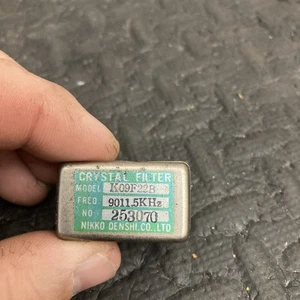 CRYSTAL FILTER
MODEL K09F22B
FREQ 9011.5KHz
NO 253070
NIKKO DENSHI.CO.,LTD